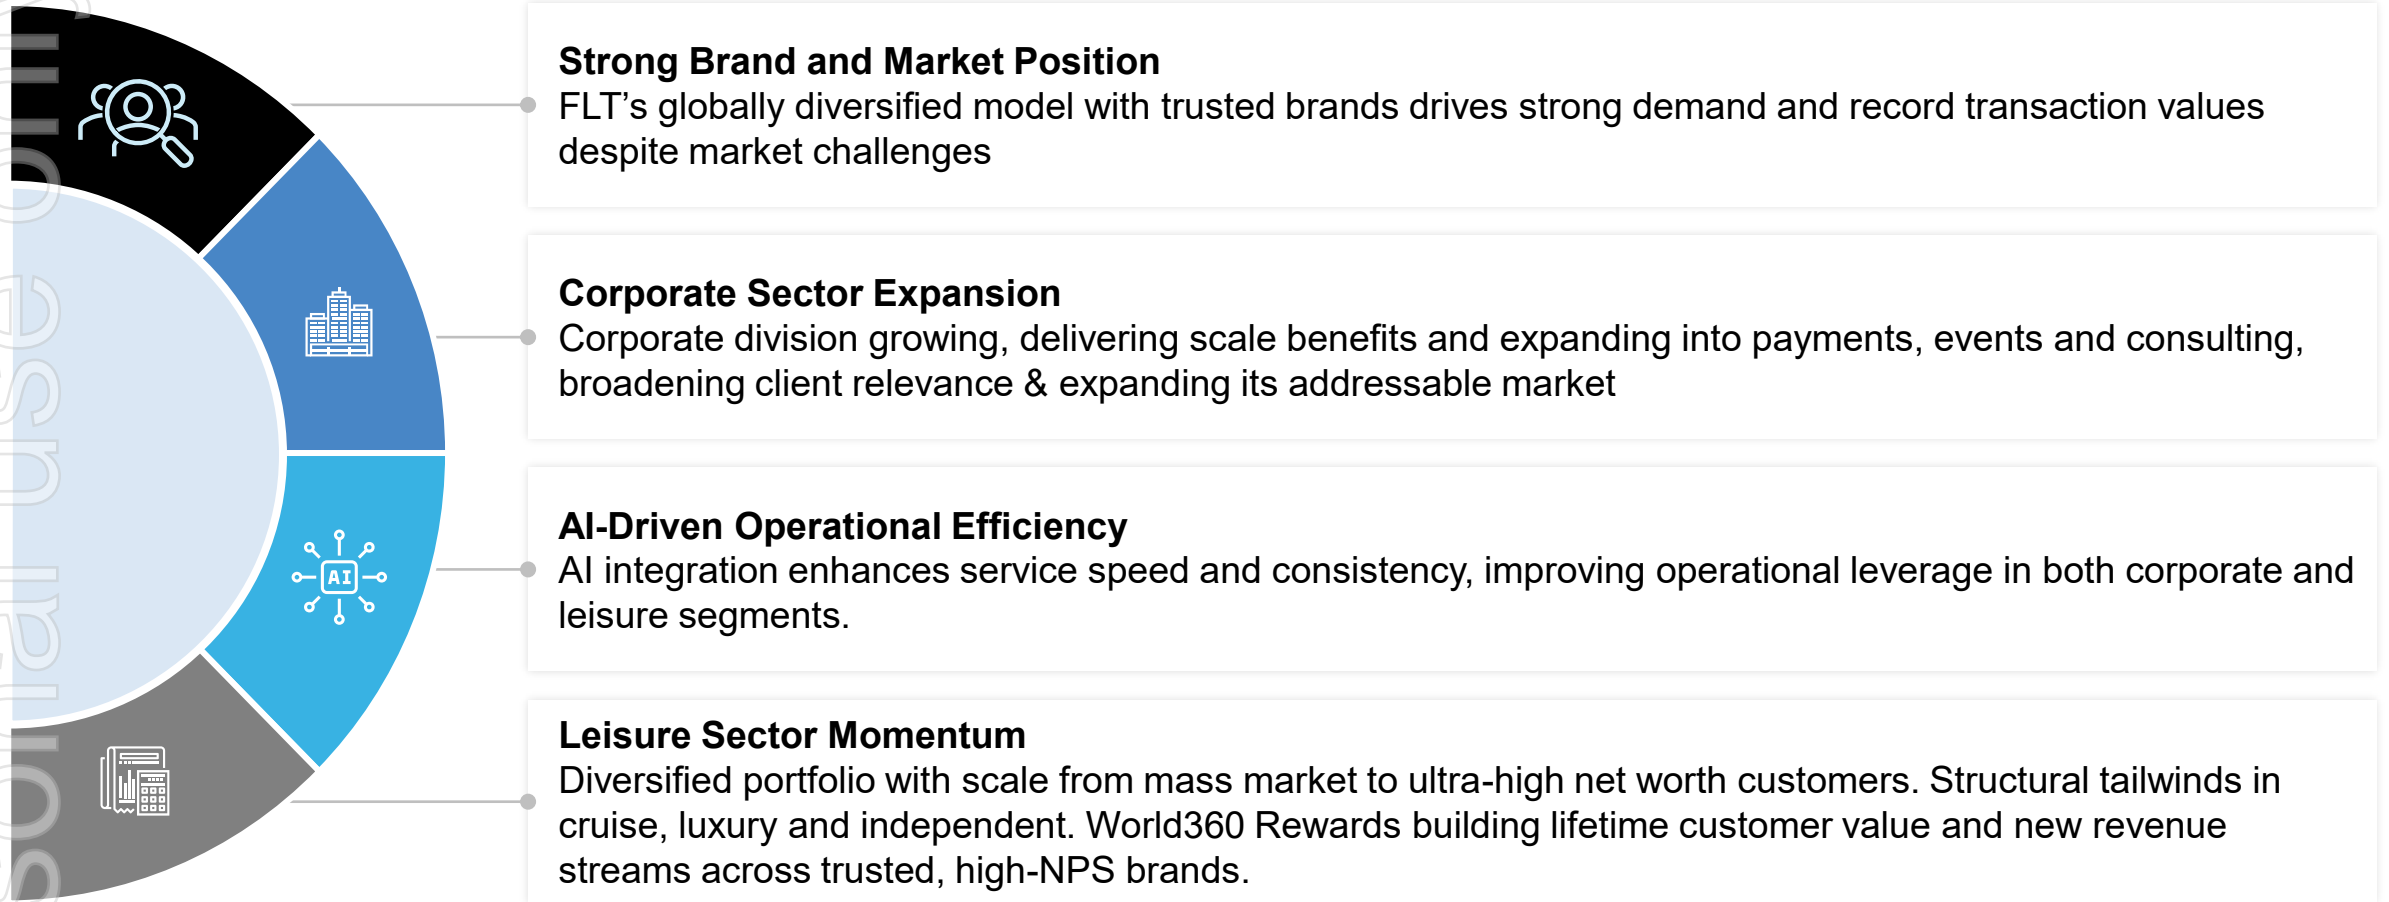 Strong Brand and Market Position
FLT’s globally diversified model with trusted brands drives strong demand and record transaction values
despite market challenges
Corporate Sector Expansion
Corporate division growing, delivering scale benefits and expanding into payments, events and consulting,
broadening client relevance & expanding its addressable market
AI
AI-Driven Operational Efficiency
AI integration enhances service speed and consistency, improving operational leverage in both corporate and
leisure segments.
Leisure Sector Momentum
Diversified portfolio with scale from mass market to ultra-high net worth customers. Structural tailwinds in
cruise, luxury and independent. World360 Rewards building lifetime customer value and new revenue
streams across trusted, high-NPS brands.
use